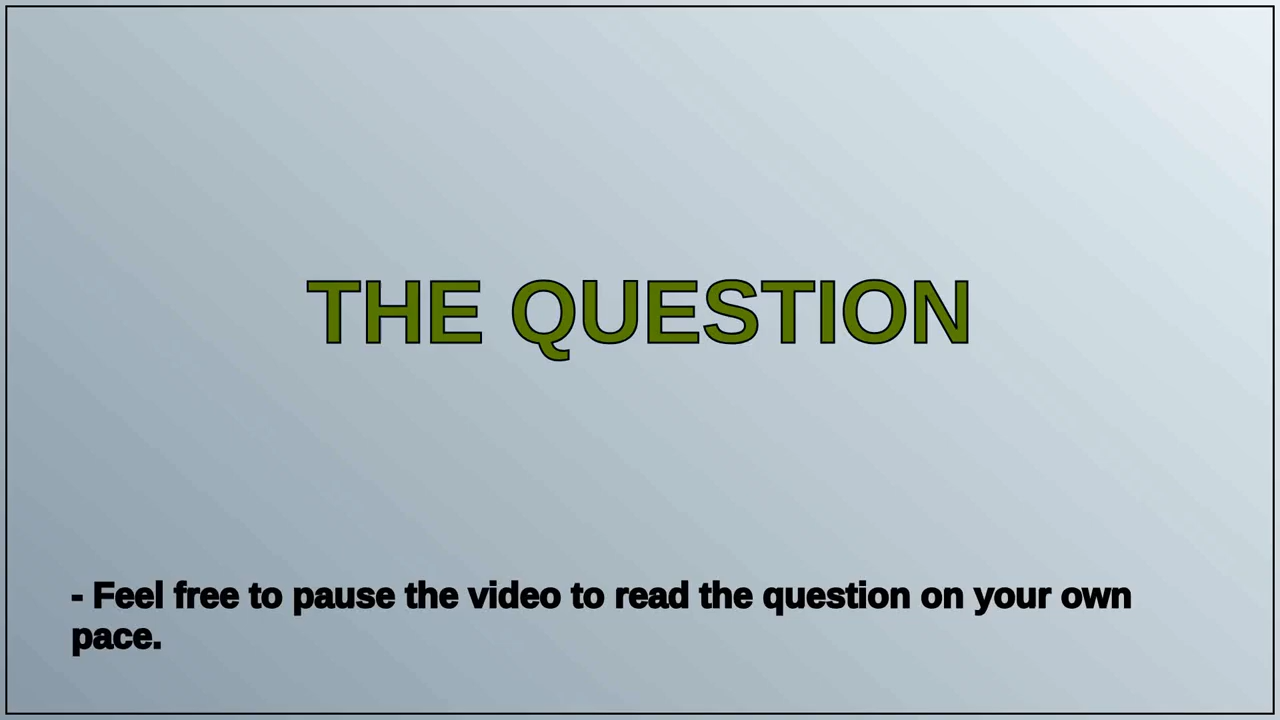 THE QUESTION
- Feel free to pause the video to read the question on your own
pace.